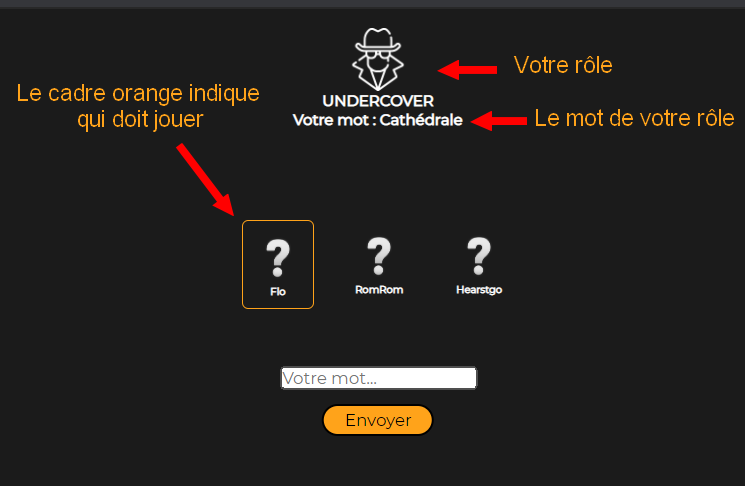 Votre rôle
Le cadre orange indique
qui doit jouer
UNDERCOVER
Votre mot : Cathédrale
Le mot de votre rôle
?
?
?
Flo
RomRom
Hearstgo
Votre mot...
Envoyer